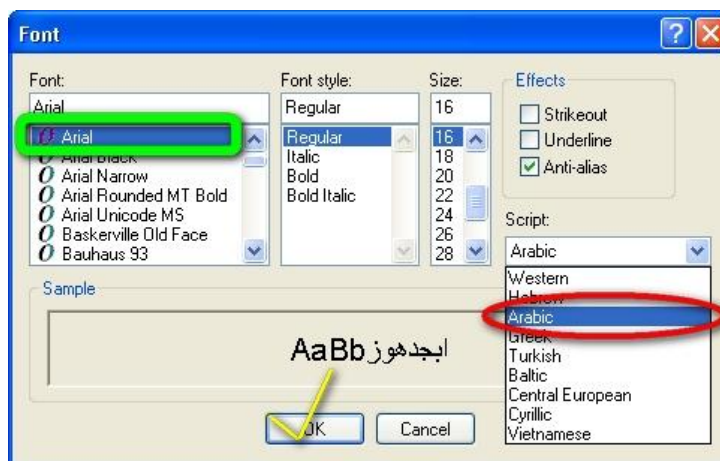 Font
Font:
Font style:
Size:
Effects
Arial
Regular
16
Strikeout
Underline
Anti-alias
Arial
Arial Black
Arial Narrow
Arial Rounded MT Bold
Arial Unicode MS
Baskerville Old Face
Bauhaus 93
Regular
Italic
Bold
Bold Italic
16
18
20
22
24
26
28
Script:
Arabic
Western
Hebrew
Arabic
Greek
Turkish
Baltic
Central European
Cyrillic
Vietnamese
Sample
AaBbابجدهوز
OK
Cancel